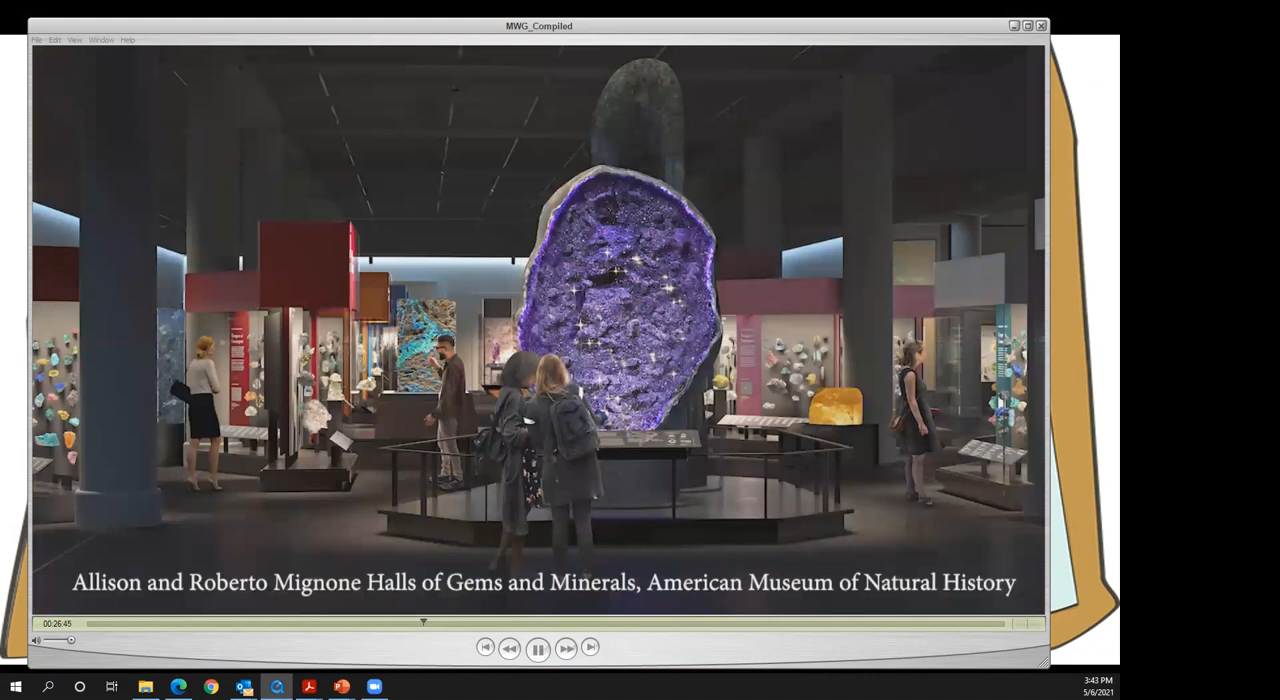 MWG_Compiled
File Edit View Window Help
Allison and Roberto Mignone Halls of Gems and Minerals, American Museum of Natural History
00:26:45
3:43 PM
5/6/2021